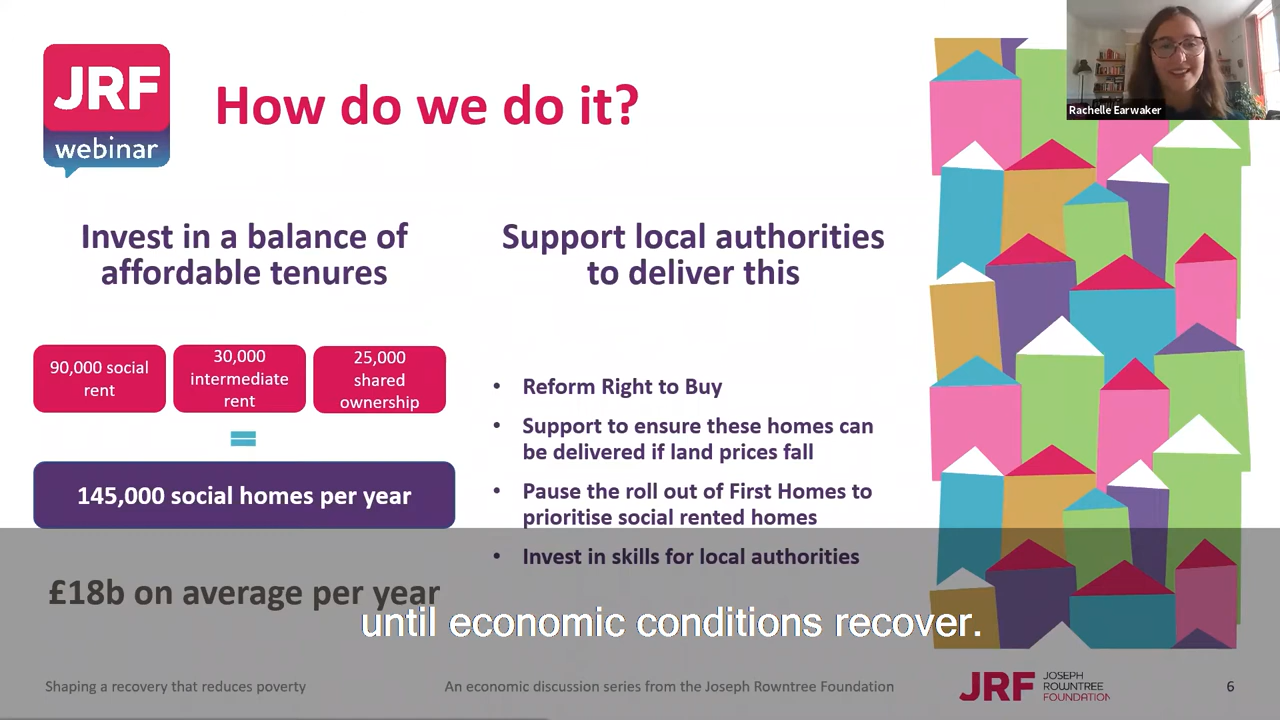 JRF
webinar
How do we do it?
Rachelle Earwaker
Invest in a balance of
affordable tenures
90,000 social
rent
30,000
intermediate
rent
25,000
shared
ownership
=
145,000 social homes per year
£18b on average per year
Support local authorities
to deliver this
• Reform Right to Buy
• Support to ensure these homes can
be delivered if land prices fall
• Pause the roll out of First Homes to
prioritise social rented homes
• Invest in skills for local authorities
until economic conditions recover.
Shaping a recovery that reduces poverty
An economic discussion series from the Joseph Rowntree Foundation
JRF
JOSEPH
ROWNTREE
FOUNDATION
6